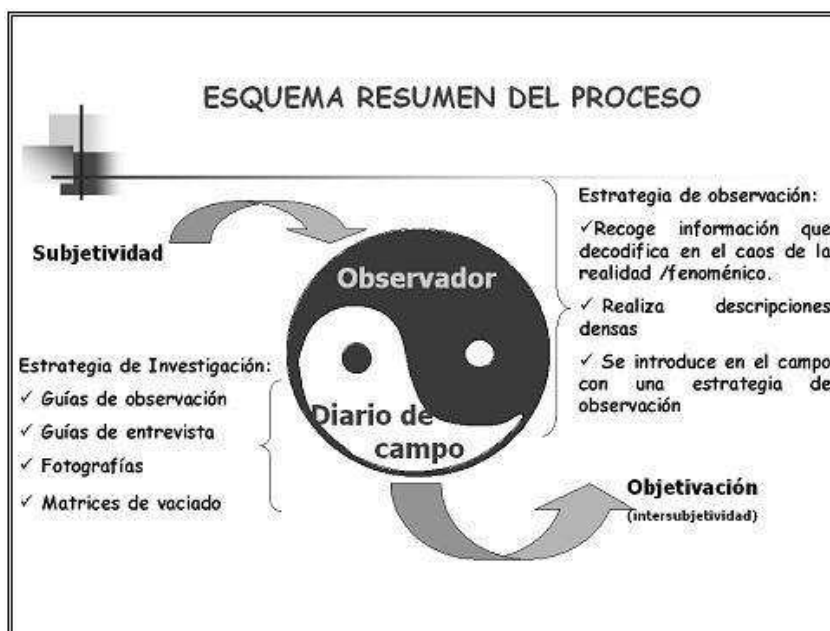 ESQUEMA RESUMEN DEL PROCESO
Subjetividad
Observador
Diario de
campo
Estrategia de Investigación:
✓ Guías de observación
✓ Guías de entrevista
✓ Fotografías
✓ Matrices de vaciado
Estrategia de observación:
✓Recoge información que
decodifica en el caos de la
realidad /fenoménico.
✓ Realiza descripciones
densas
✓ Se introduce en el campo
con una estrategia de
observación
Objetivación
(intersubjetividad)